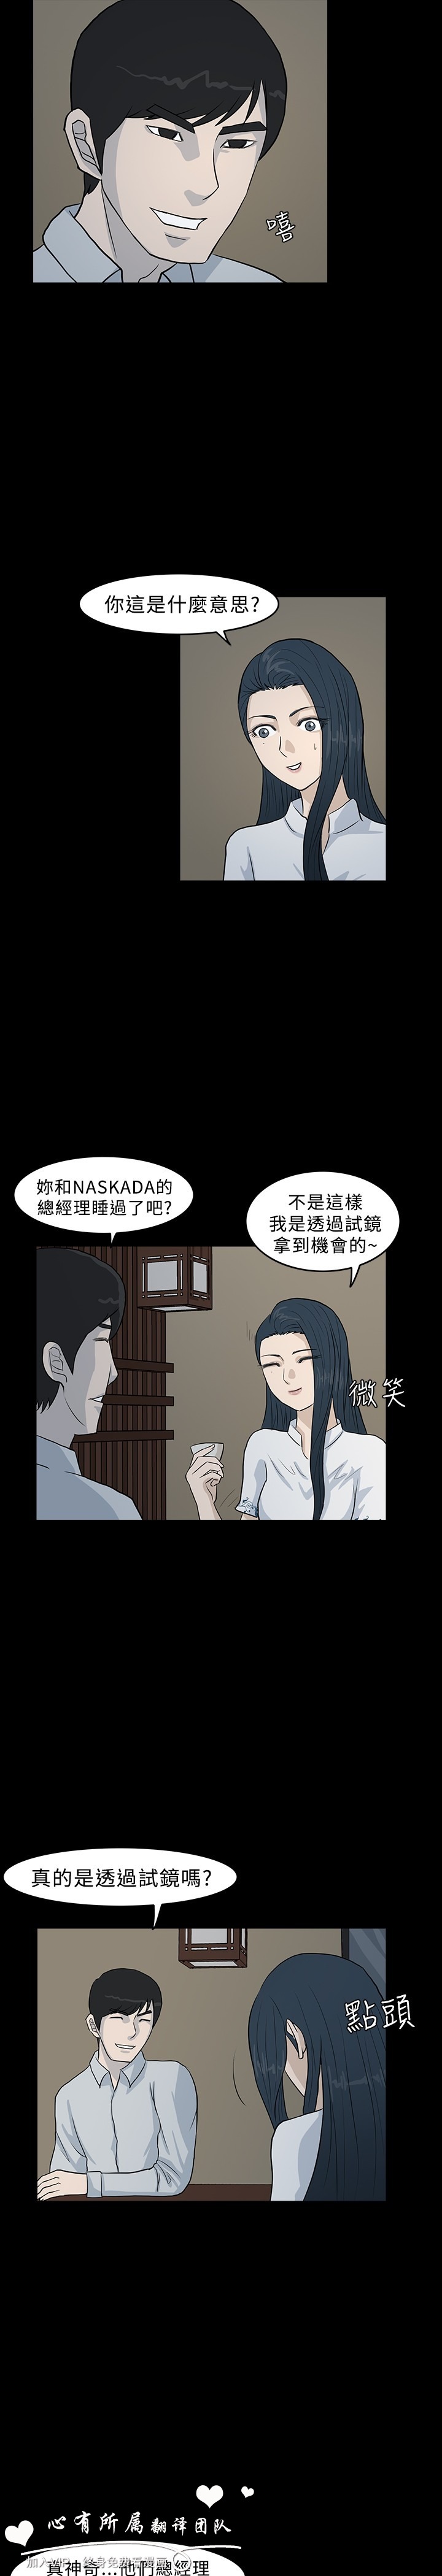 嘻
你這是什麼意思?
妳和NASKADA的
總經理睡過了吧?
不是這樣
我是透過試鏡
拿到機會的~
微笑
真的是透過試鏡嗎?
點頭
心有所属翻译团队
真神奇...他們總經理